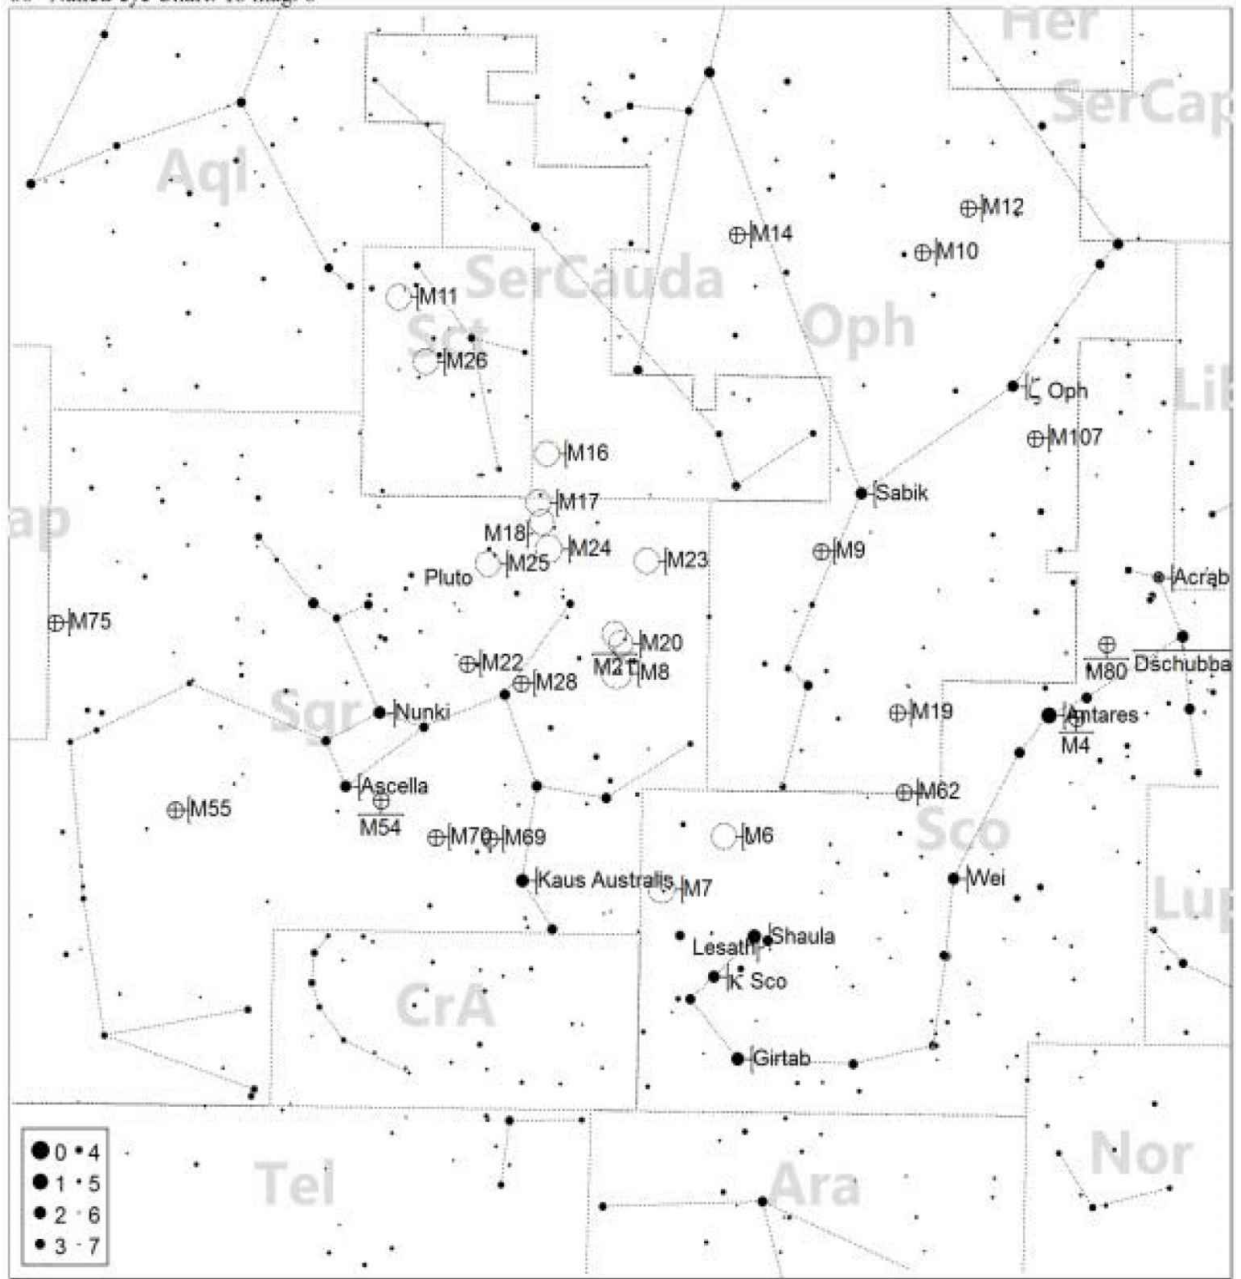 Her
SerCap
Aql
M12
M14
M10
SerCauda
M11
Sct
Oph
M26
Lib
ζ Oph
M107
M16
Sabik
M17
ap
M18
M24
M9
M25
M23
Pluto
Acrab
M75
M20
M80
Dschubba
M22
M21
M8
M28
Sgr
Nunki
M19
Antares
M4
Ascella
M62
M55
M54
Sco
M70
M69
M6
Kaus Australis
M7
Wei
Lup
Lesath
Shaula
κ Sco
CrA
Girtab
0 4
1 5
2 6
3 7
Tel
Ara
Nor